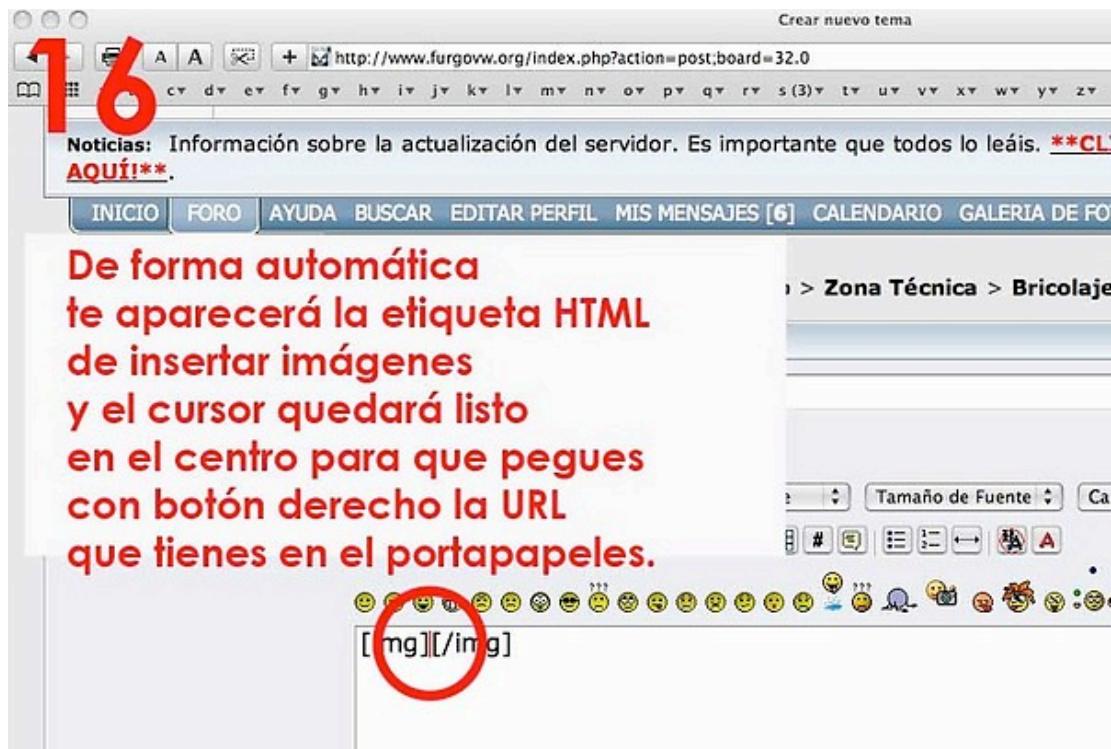 Crear nuevo tema
16
A A + http://www.furgovw.org/index.php?action=post;board=32.0
c d e f g h i j k l m n o p q r s (3) t u v x w y z
Noticias: Información sobre la actualización del servidor. Es importante que todos lo leáis. **CL
AQUÍ!**.
INICIO FORO AYUDA BUSCAR EDITAR PERFIL MIS MENSAJES [6] CALENDARIO GALERIA DE FO
> Zona Técnica > Bricolaje
De forma automática
te aparecerá la etiqueta HTML
de insertar imágenes
y el cursor quedará listo
en el centro para que pegues
con botón derecho la URL
que tienes en el portapapeles.
Tamaño de Fuente Ca
# A
[img][/img]